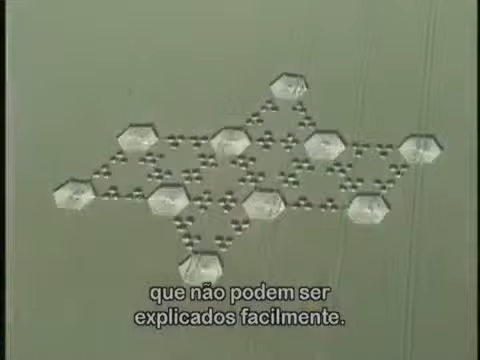 que não podem ser
explicados facilmente.